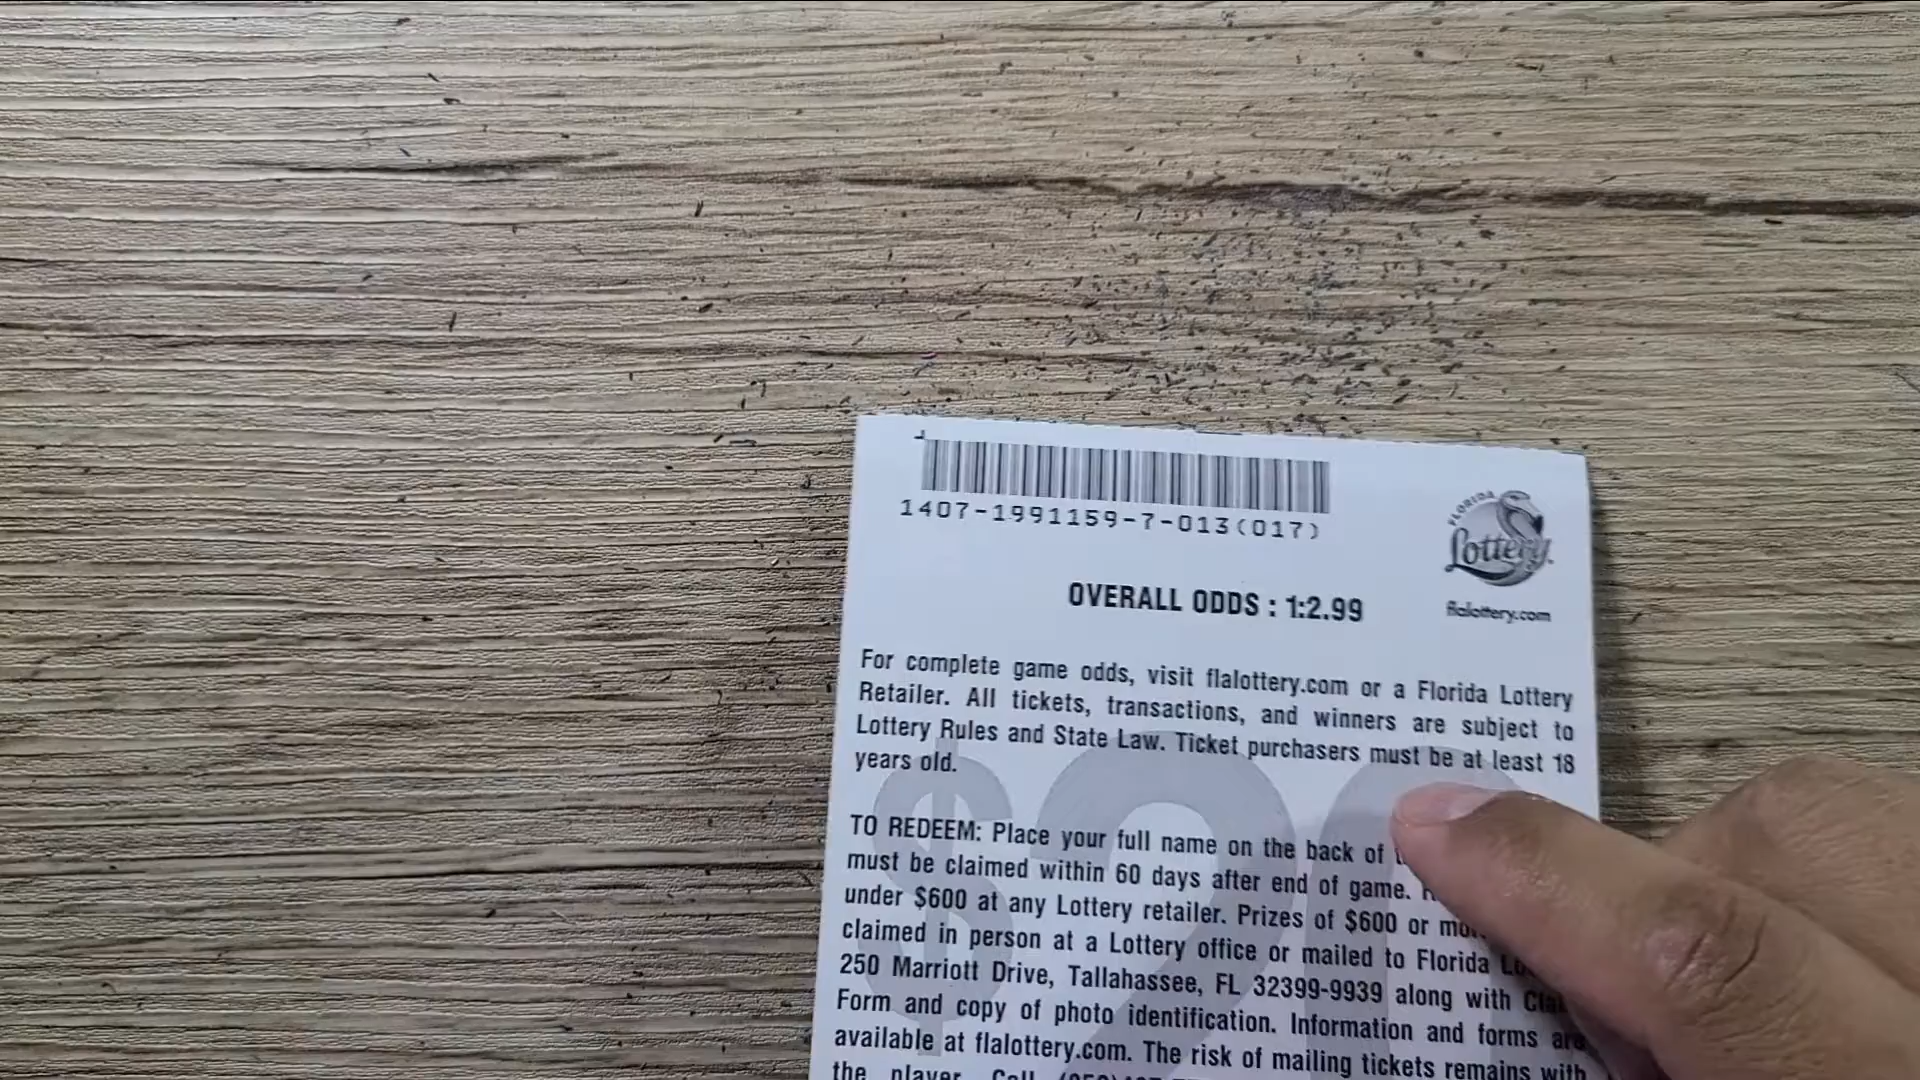 1407-1991159-7-013(017)
FLORIDA
Lottery
flalottery.com
OVERALL ODDS : 1:2.99
For complete game odds, visit flalottery.com or a Florida Lottery
Retailer. All tickets, transactions, and winners are subject to
Lottery Rules and State Law. Ticket purchasers must be at least 18
years old.
$20
TO REDEEM: Place your full name on the back of
must be claimed within 60 days after end of game.
under $600 at any Lottery retailer. Prizes of $600 or
claimed in person at a Lottery office or mailed to Florida
250 Marriott Drive, Tallahassee, FL 32399-9939 along with
Form and copy of photo identification. Information and forms are
available at flalottery.com. The risk of mailing tickets remains with
the player. Call